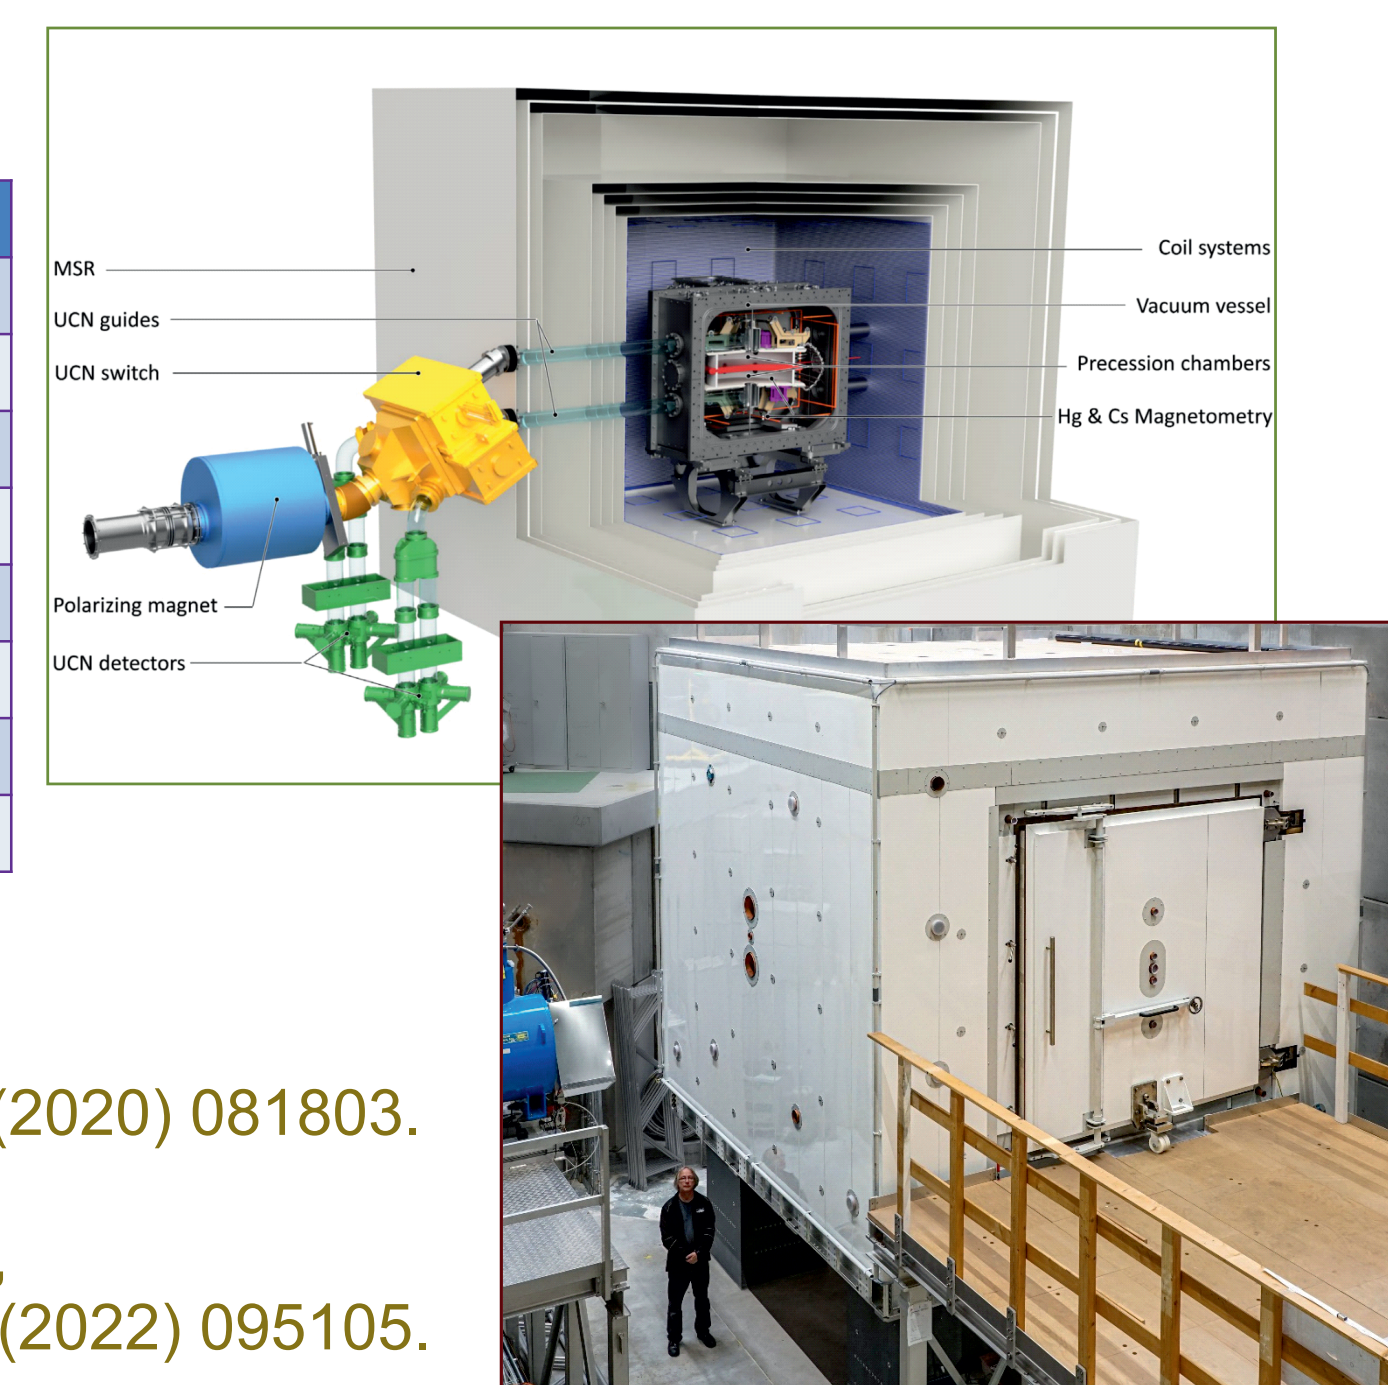 MSR
UCN guides
UCN switch
Polarizing magnet
UCN detectors
Coil systems
Vacuum vessel
Precession chambers
Hg & Cs Magnetometry
(2020) 081803.
,
(2022) 095105.